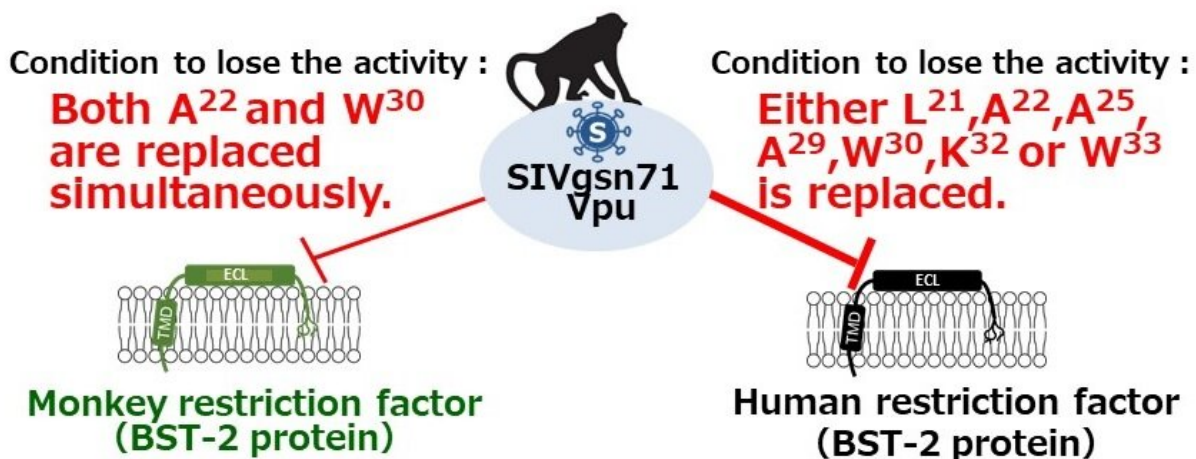 Condition to lose the activity :
Both A²² and W³⁰
are replaced
simultaneously.
S
SIVgsn71
Vpu
Condition to lose the activity :
Either L²¹,A²²,A²⁵,
A²⁹,W³⁰,K³² or W³³
is replaced.
ECL
TMD
Monkey restriction factor
(BST-2 protein)
ECL
TMD
Human restriction factor
(BST-2 protein)